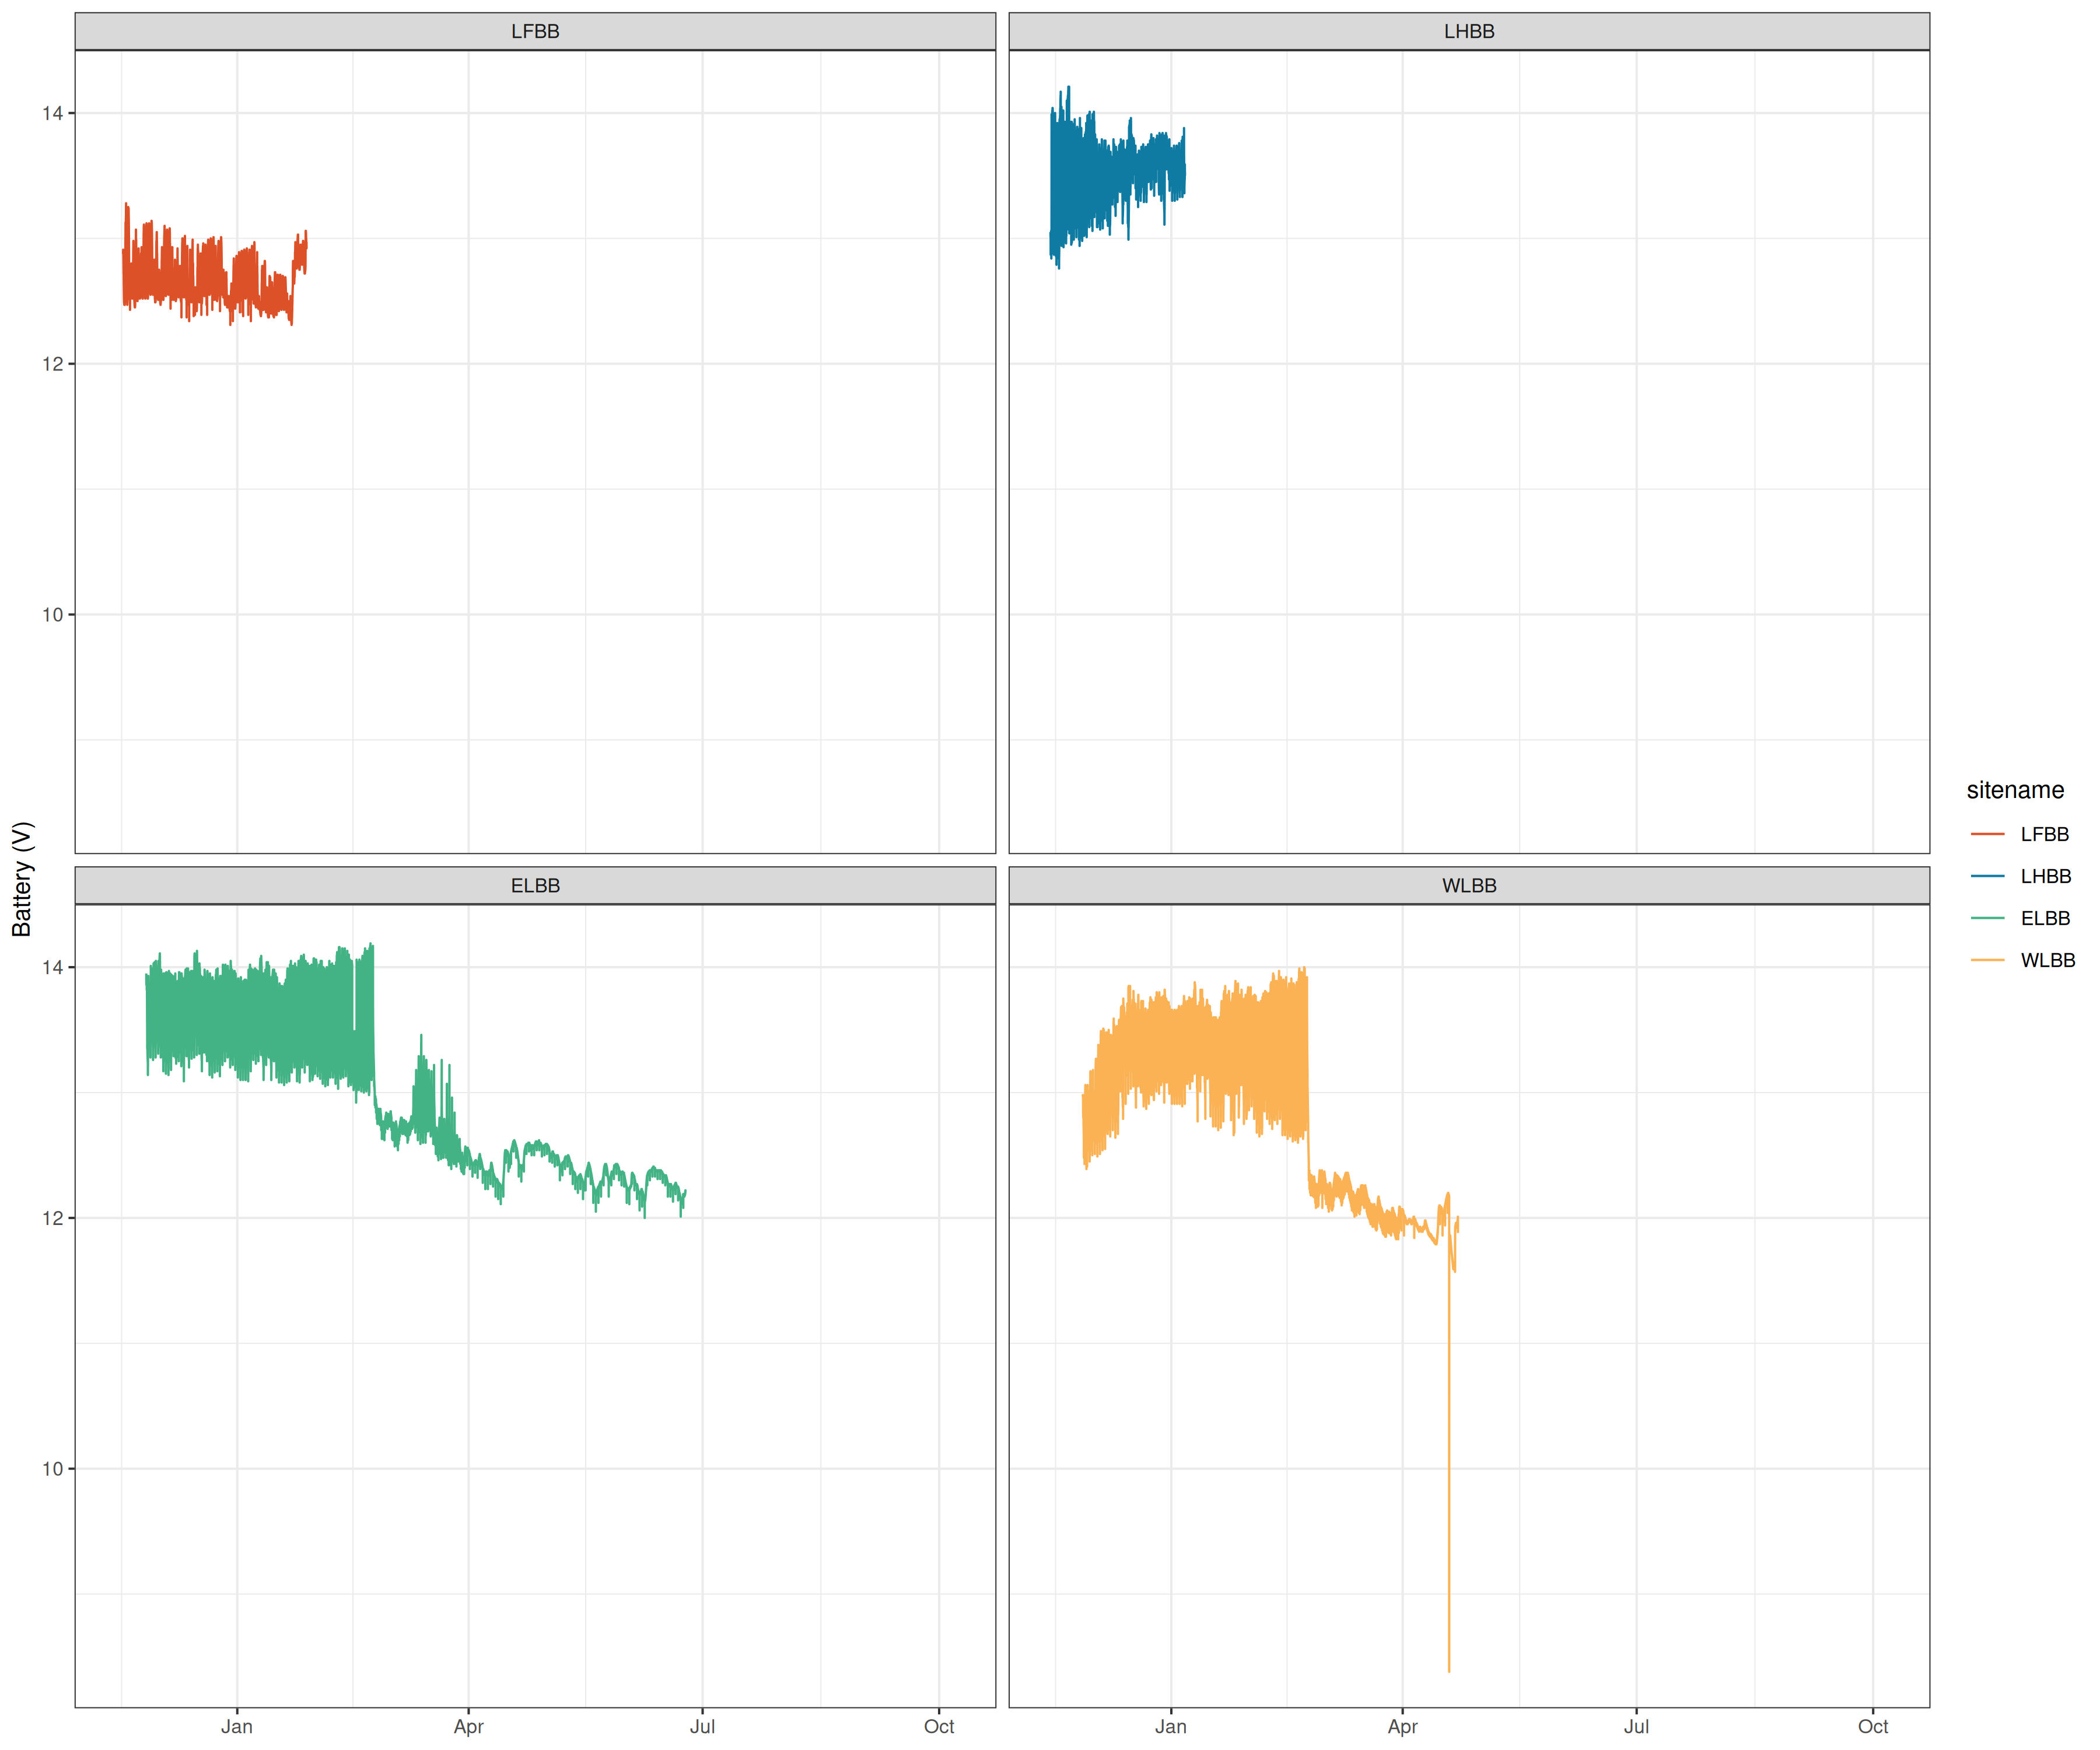 LFBB
LHBB
14
12
10
Battery (V)
ELBB
WLBB
14
12
10
Jan Apr Jul Oct
Jan Apr Jul Oct
sitename
LFBB
LHBB
ELBB
WLBB